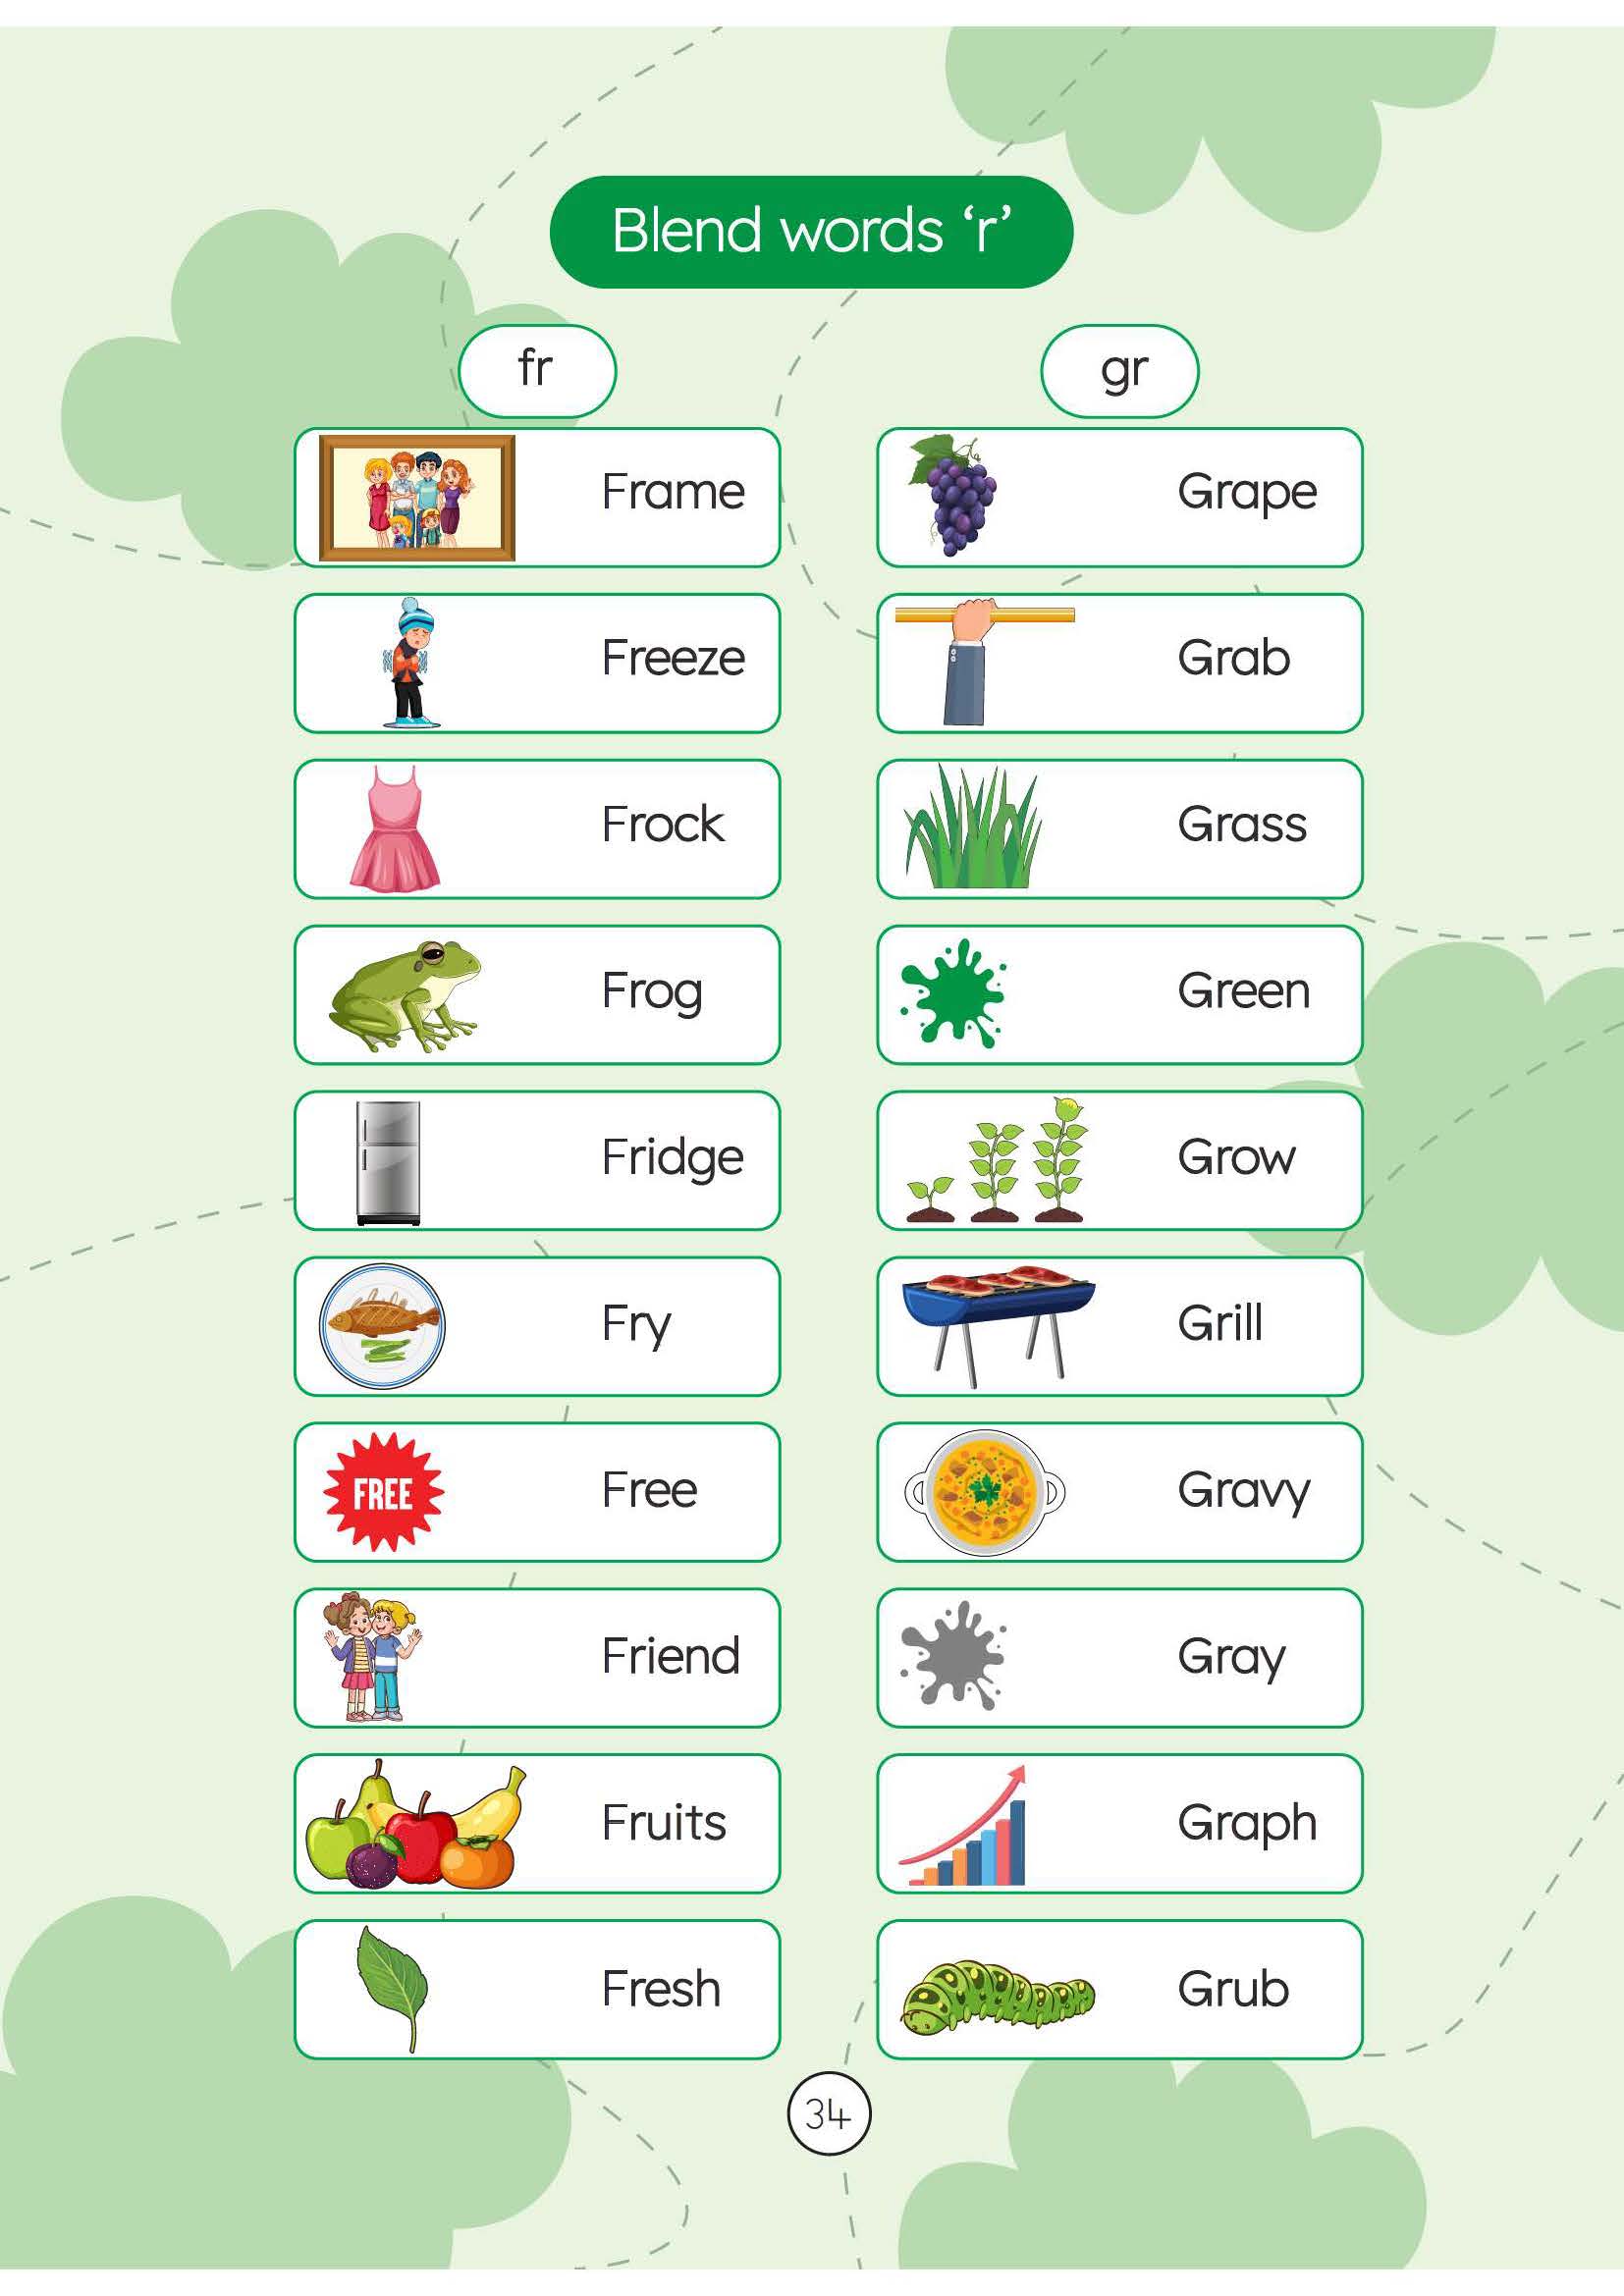 Blend words ‘r’
fr
Frame
Freeze
Frock
Frog
Fridge
Fry
FREE
Free
Friend
Fruits
Fresh
gr
Grape
Grab
Grass
Green
Grow
Grill
Gravy
Gray
Graph
Grub
34